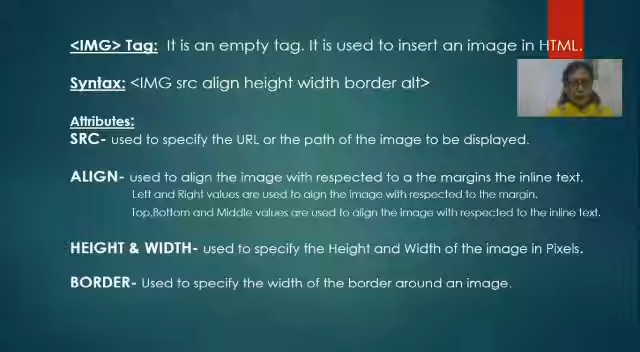 <IMG> Tag: It is an empty tag. It is used to insert an image in HTML.
Syntax: <IMG src align height width border alt>
Attributes:
SRC- used to specify the URL or the path of the image to be displayed.
ALIGN- used to align the image with respected to a the margins the inline text.
Left and Right values are used to algn the image with respected to the margin.
Top,Bottom and Middle values are used to align the image with respected to the inline text.
HEIGHT & WIDTH- used to specify the Height and Width of the image in Pixels.
BORDER- Used to specify the width of the border around an image.